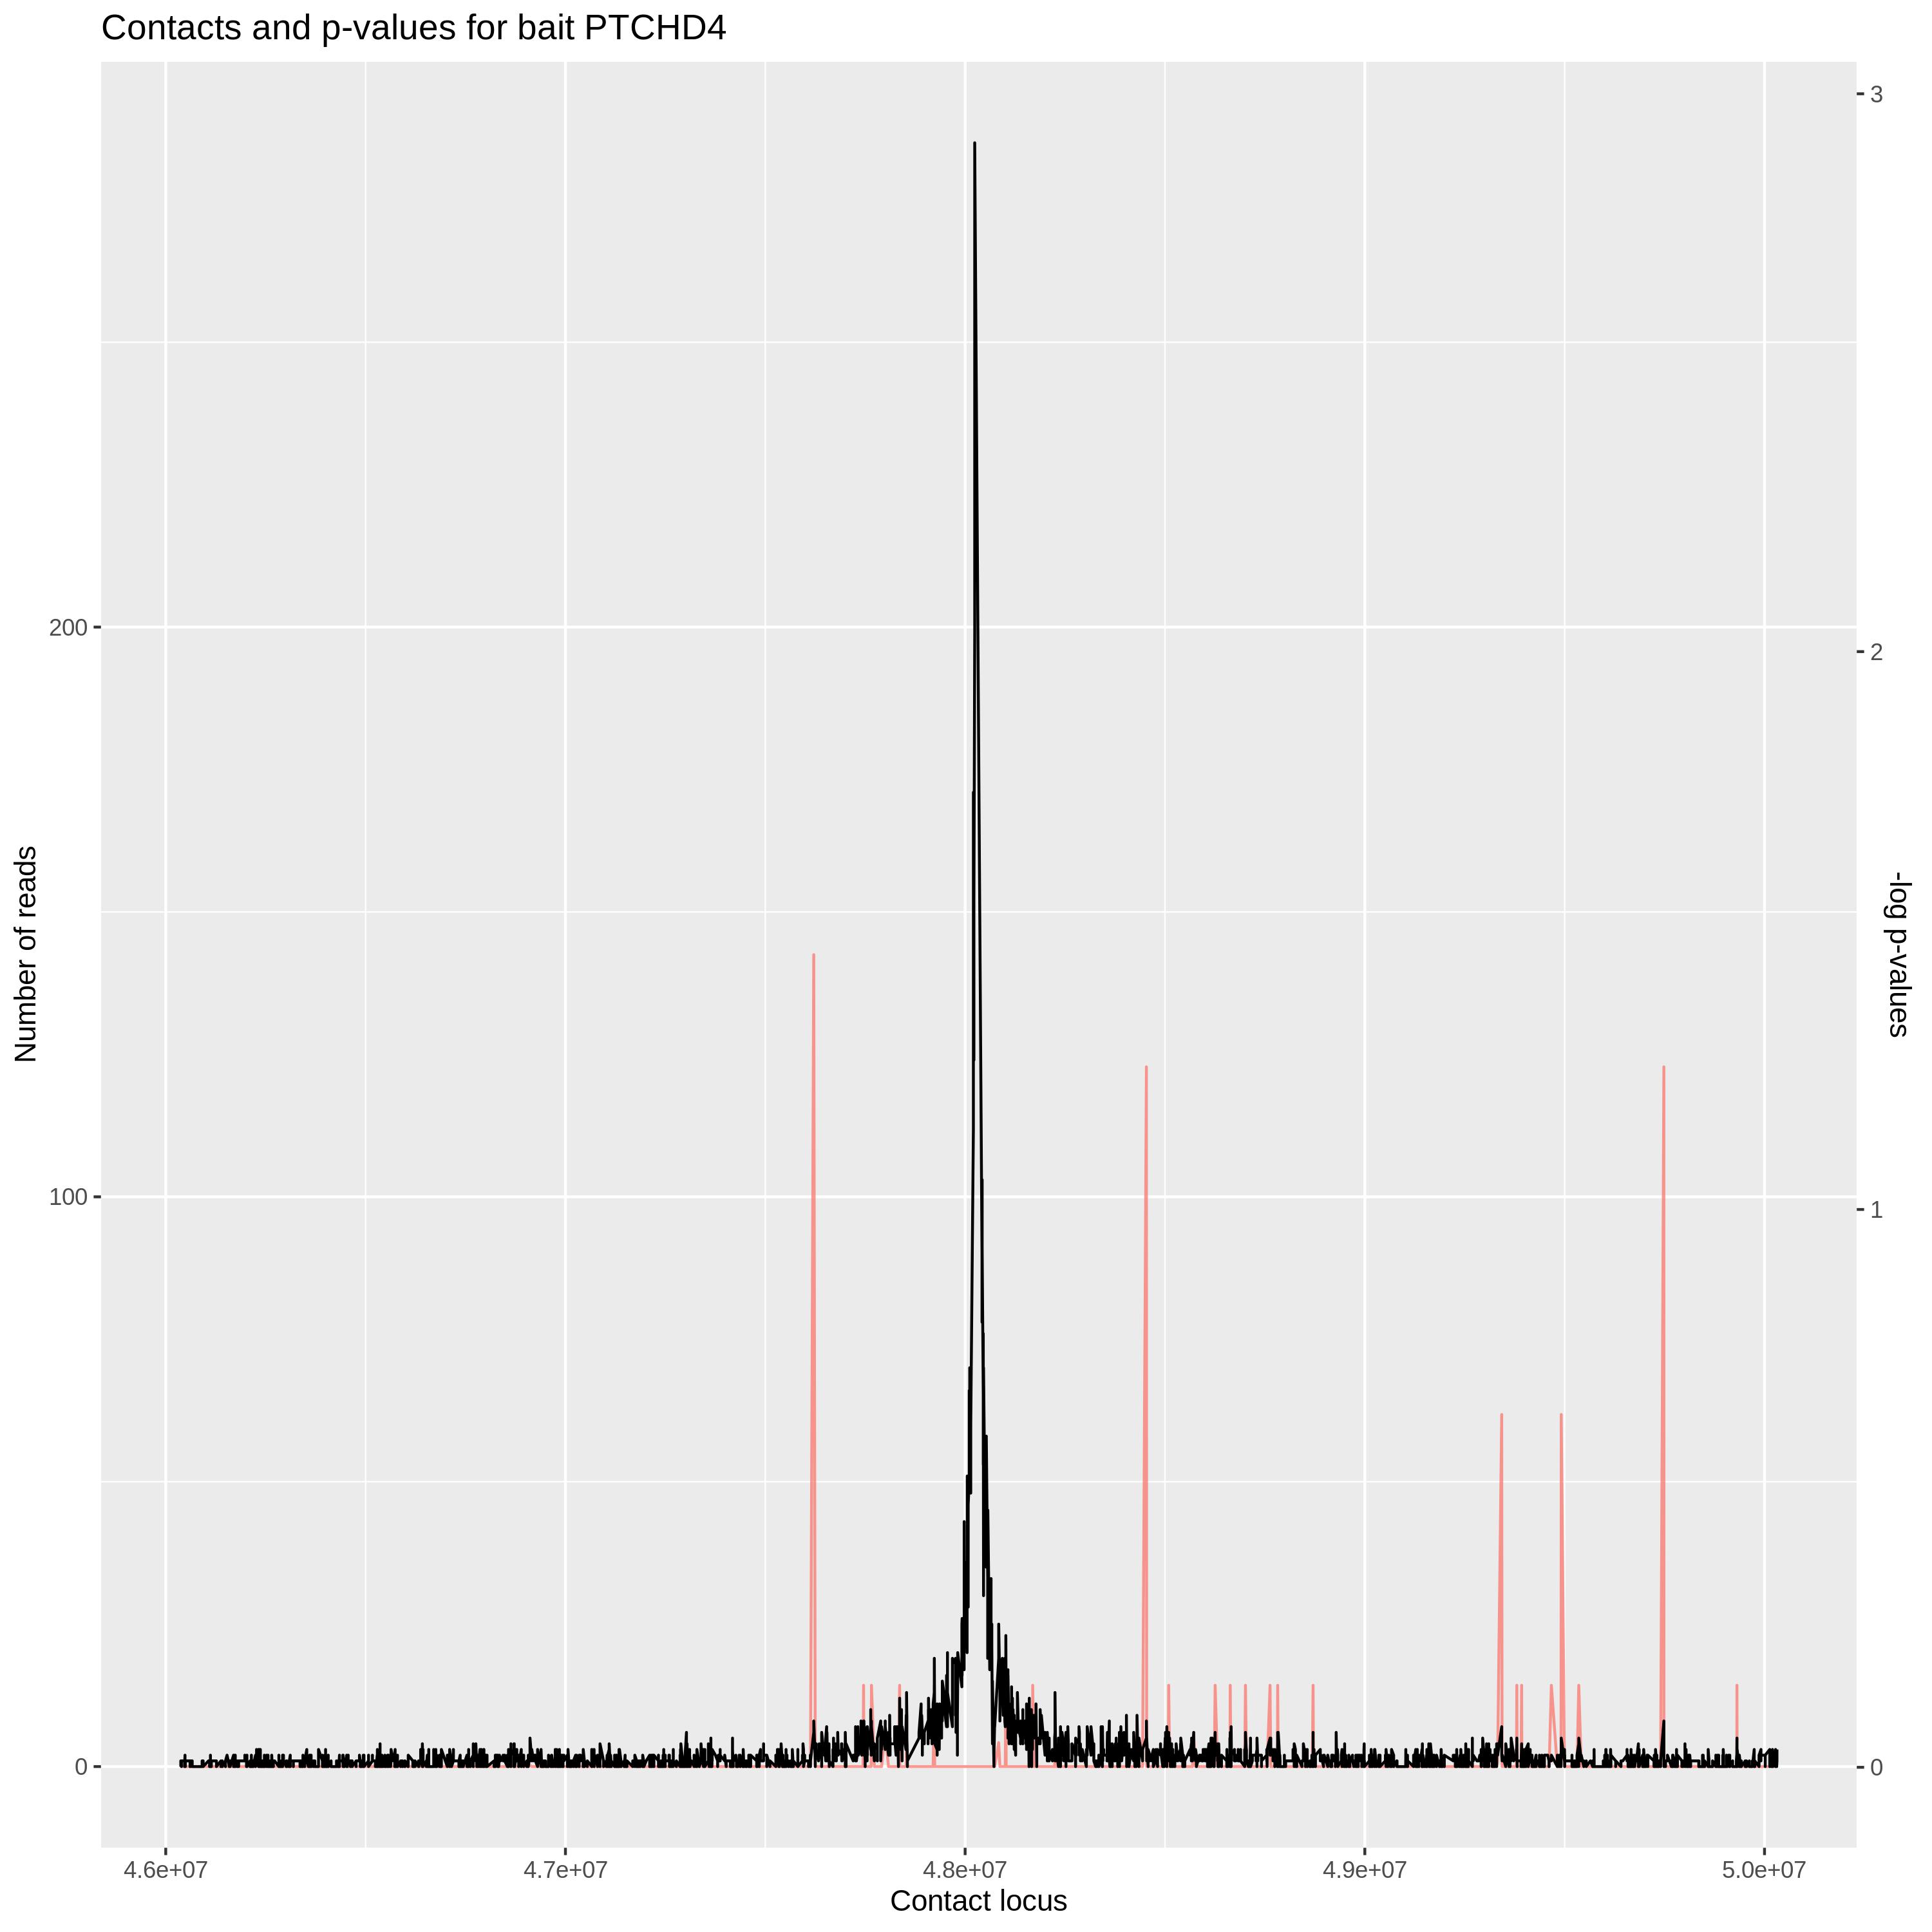 Contacts and p-values for bait PTCHD4
Number of reads
200
100
0
3
2
1
0
-log p-values
4.6e+07
4.7e+07
4.8e+07
4.9e+07
5.0e+07
Contact locus